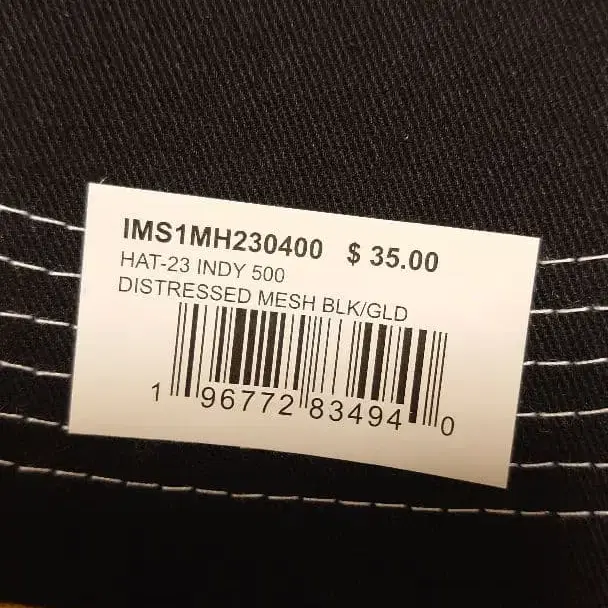 IMS1MH230400 $ 35.00
HAT-23 INDY 500
DISTRESSED MESH BLK/GLD
1 96772 83494 0